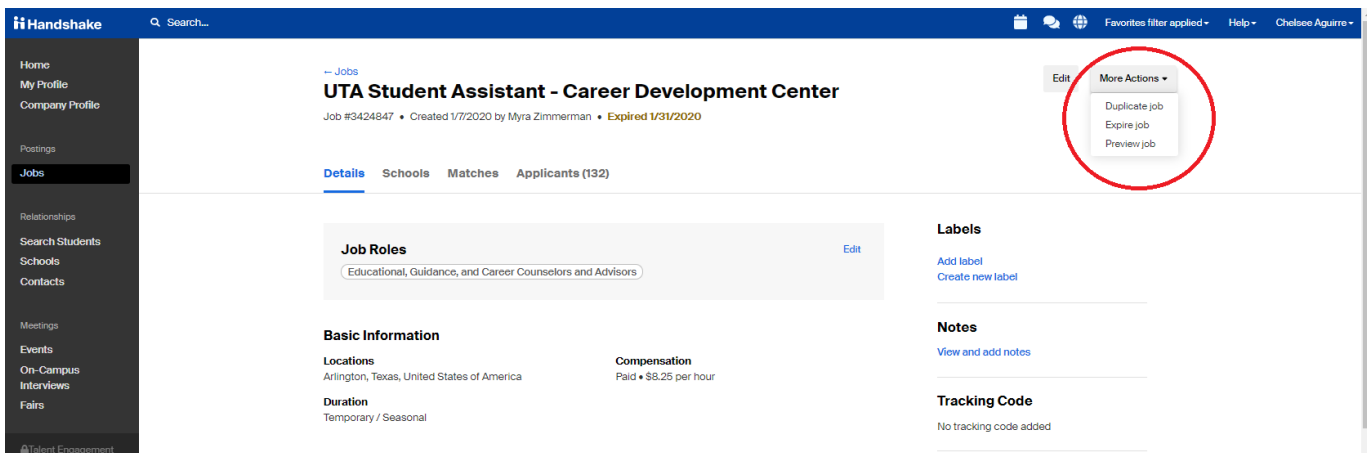 Handshake
Search...
Favorites filter applied
Help
Chelsee Aguirre
Home
My Profile
Company Profile
Postings
Jobs
Relationships
Search Students
Schools
Contacts
Meetings
Events
On-Campus
Interviews
Fairs
Talent Engagement
← Jobs
UTA Student Assistant - Career Development Center
Job #3424847 • Created 1/7/2020 by Myra Zimmerman • Expired 1/31/2020
Edit
More Actions
Duplicate job
Expire job
Preview job
Details Schools Matches Applicants (132)
Job Roles
Edit
Educational, Guidance, and Career Counselors and Advisors
Basic Information
Locations
Arlington, Texas, United States of America
Compensation
Paid • $8.25 per hour
Duration
Temporary / Seasonal
Labels
Add label
Create new label
Notes
View and add notes
Tracking Code
No tracking code added